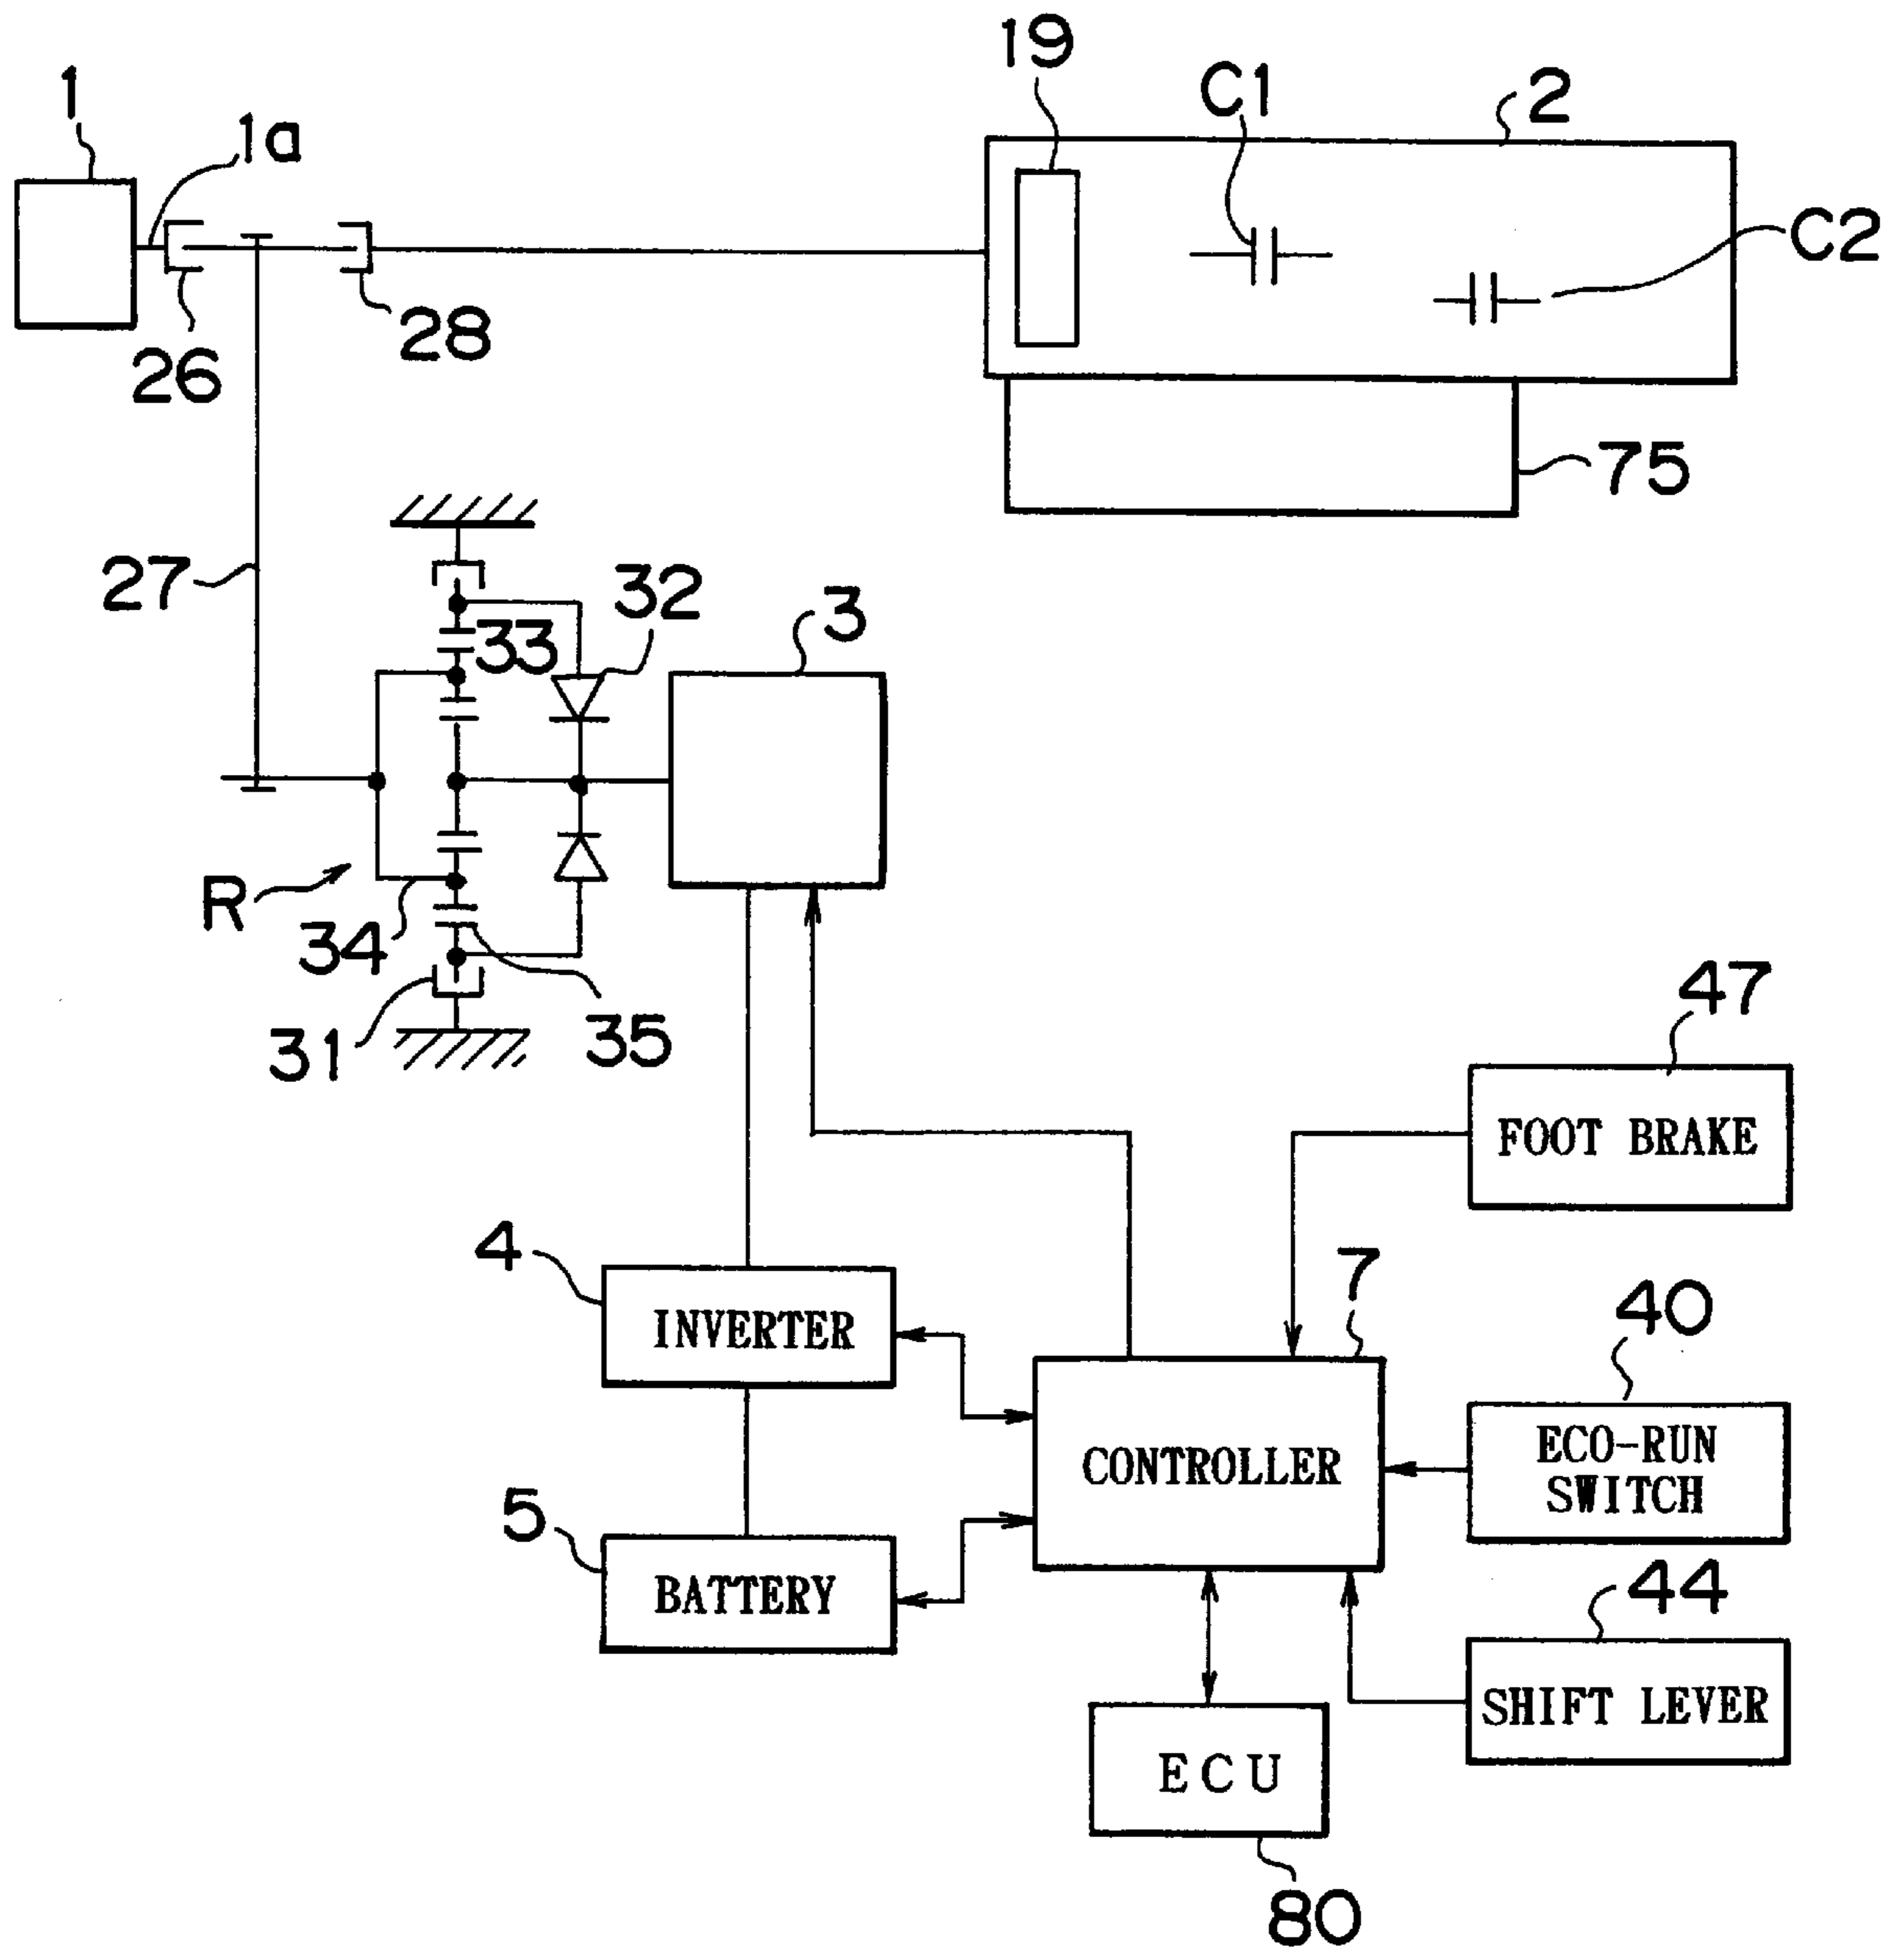 19
1
C1
2
1a
C2
28
26
75
27
32
33
3
R
34
31
35
47
FOOT BRAKE
4
7
INVERTER
40
CONTROLLER
ECO-RUN
SWITCH
5
BATTERY
44
SHIFT LEVER
ECU
80